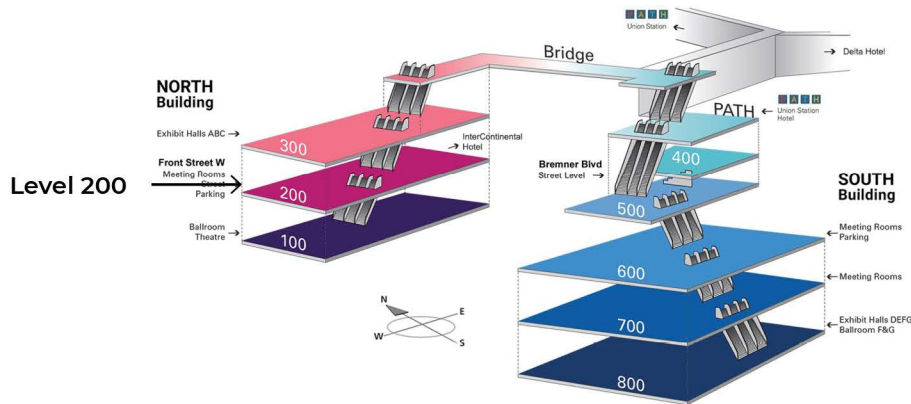 PATH
Union Station
Bridge
Delta Hotel
NORTH
Building
PATH
PATH
Union Station
Hotel
Exhibit Halls ABC
300
InterContinental
Hotel
400
Front Street W
Meeting Rooms
Street
Parking
Level 200
200
Bremner Blvd
Street Level
SOUTH
Building
500
Ballroom
Theatre
100
Meeting Rooms
Parking
600
Meeting Rooms
N
E
W
S
700
Exhibit Halls DEFG
Ballroom F&G
800